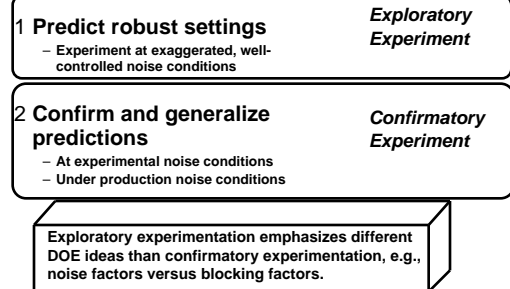 1 Predict robust settings
– Experiment at exaggerated, well-
controlled noise conditions
Exploratory
Experiment
2 Confirm and generalize
predictions
– At experimental noise conditions
– Under production noise conditions
Confirmatory
Experiment
Exploratory experimentation emphasizes different
DOE ideas than confirmatory experimentation, e.g.,
noise factors versus blocking factors.